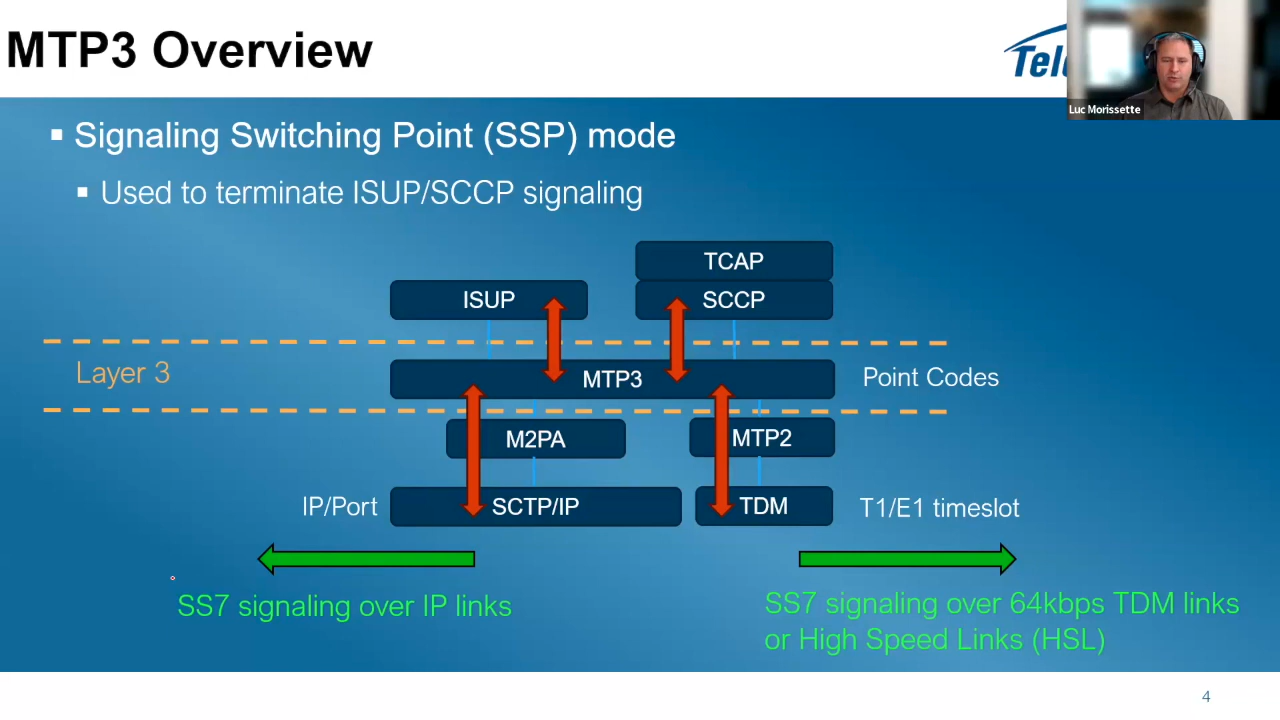 MTP3 Overview
Luc Morissette
▪ Signaling Switching Point (SSP) mode
▪ Used to terminate ISUP/SCCP signaling
TCAP
ISUP
SCCP
Layer 3
MTP3
Point Codes
M2PA
MTP2
IP/Port
SCTP/IP
TDM
T1/E1 timeslot
SS7 signaling over IP links
SS7 signaling over 64kbps TDM links
or High Speed Links (HSL)
4